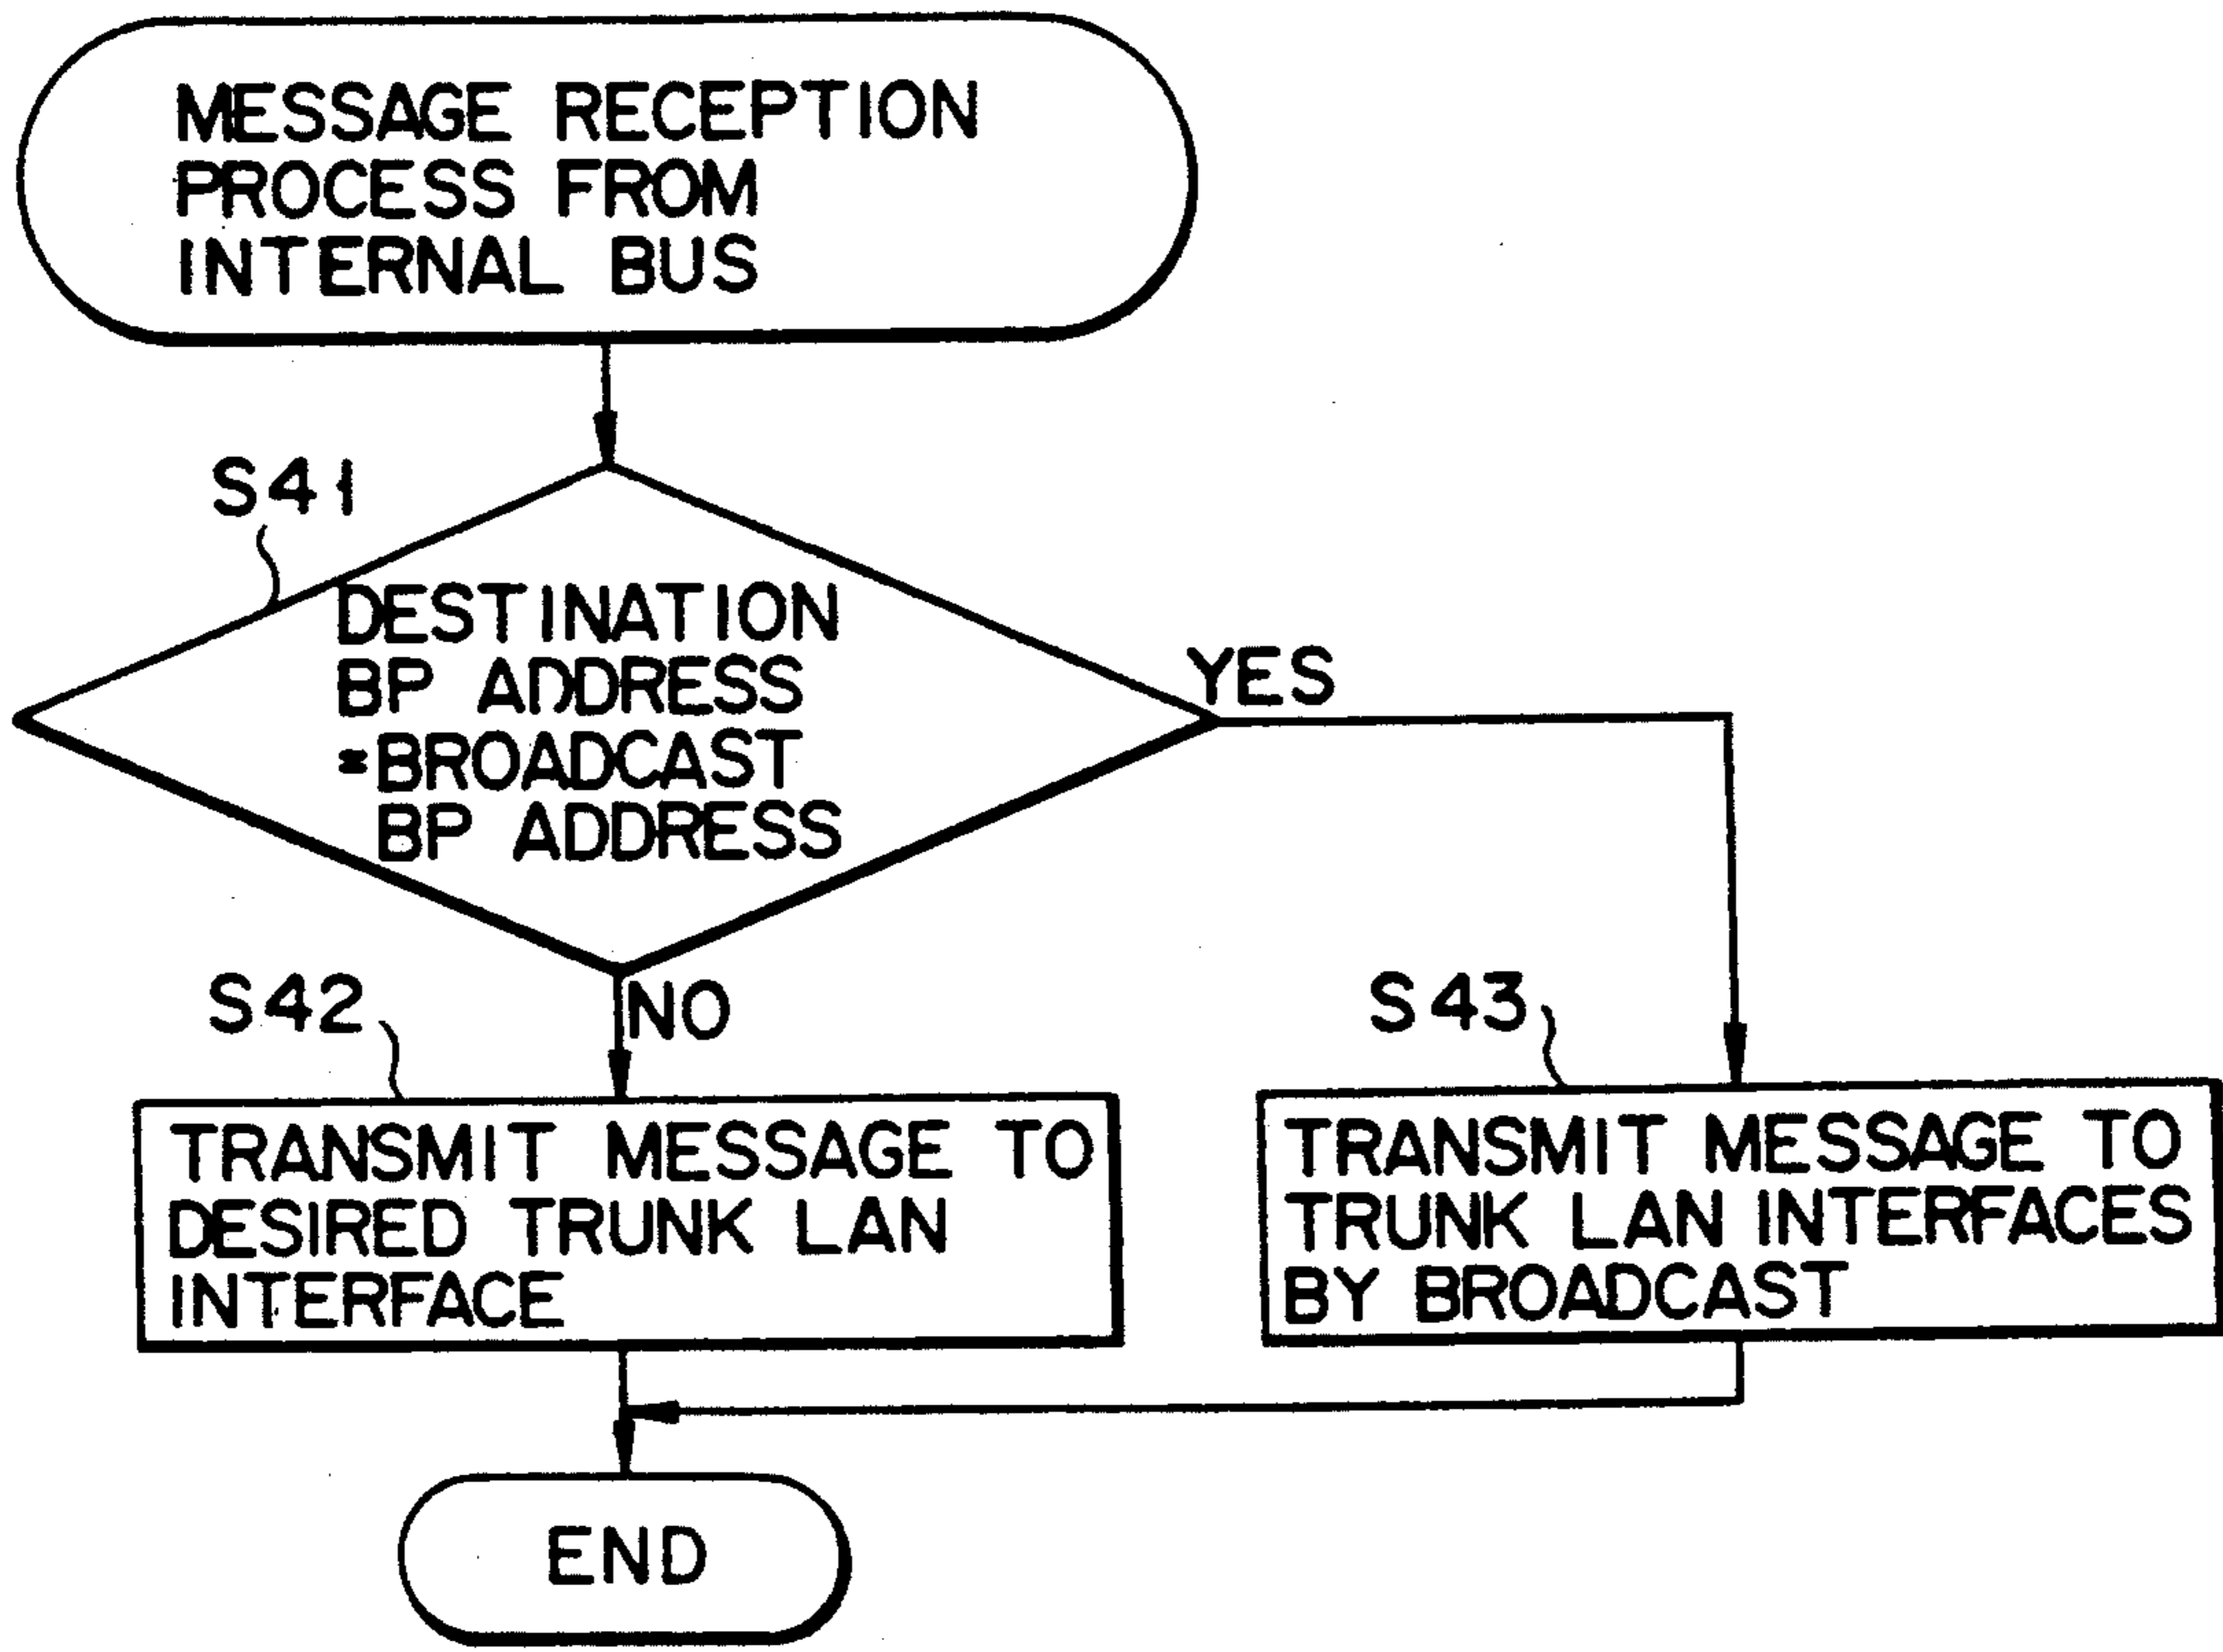 MESSAGE RECEPTION
PROCESS FROM
INTERNAL BUS
S41
DESTINATION
BP ADDRESS
=BROADCAST
BP ADDRESS
YES
NO
S42
TRANSMIT MESSAGE TO
DESIRED TRUNK LAN
INTERFACE
S43
TRANSMIT MESSAGE TO
TRUNK LAN INTERFACES
BY BROADCAST
END